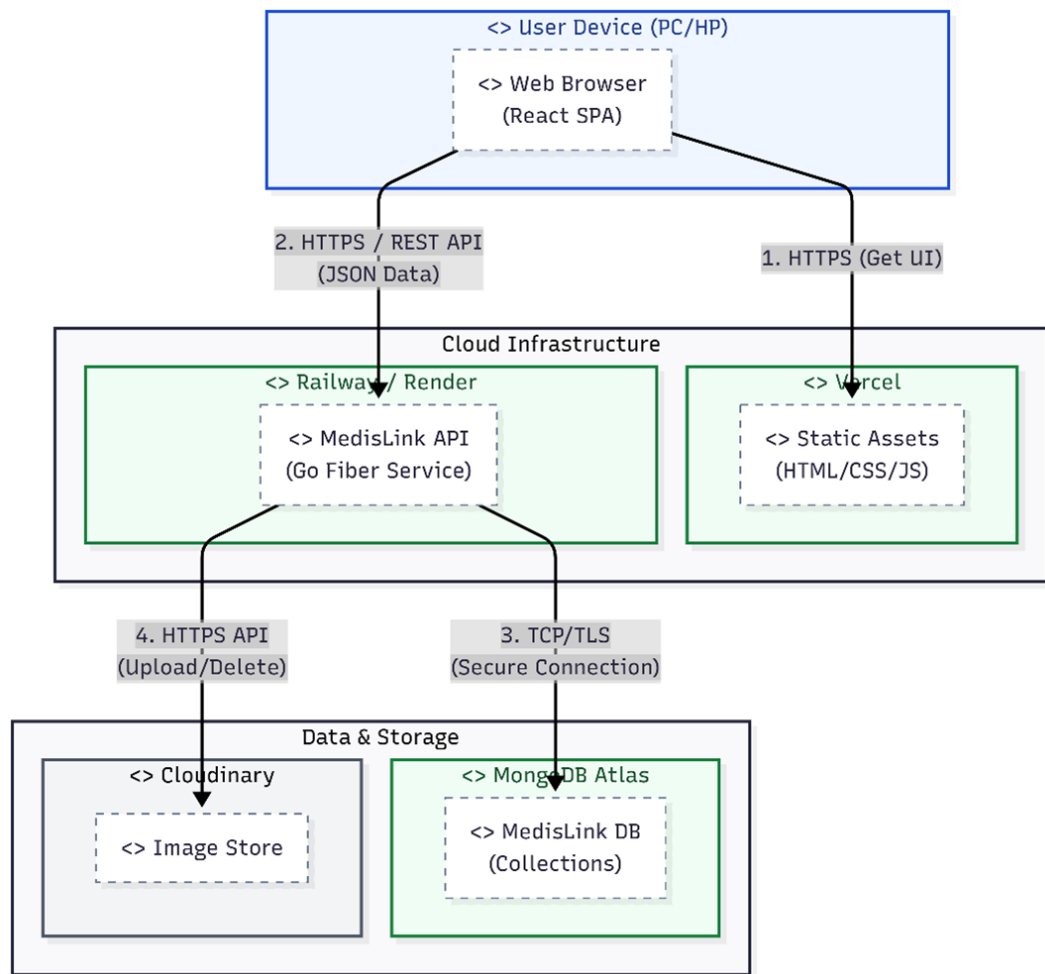 <> User Device (PC/HP)
<> Web Browser
(React SPA)
2. HTTPS / REST API
(JSON Data)
1. HTTPS (Get UI)
Cloud Infrastructure
<> Railway / Render
<> MedisLink API
(Go Fiber Service)
<> Vercel
<> Static Assets
(HTML/CSS/JS)
4. HTTPS API
(Upload/Delete)
3. TCP/TLS
(Secure Connection)
Data & Storage
<> Cloudinary
<> Image Store
<> MongoDB Atlas
<> MedisLink DB
(Collections)